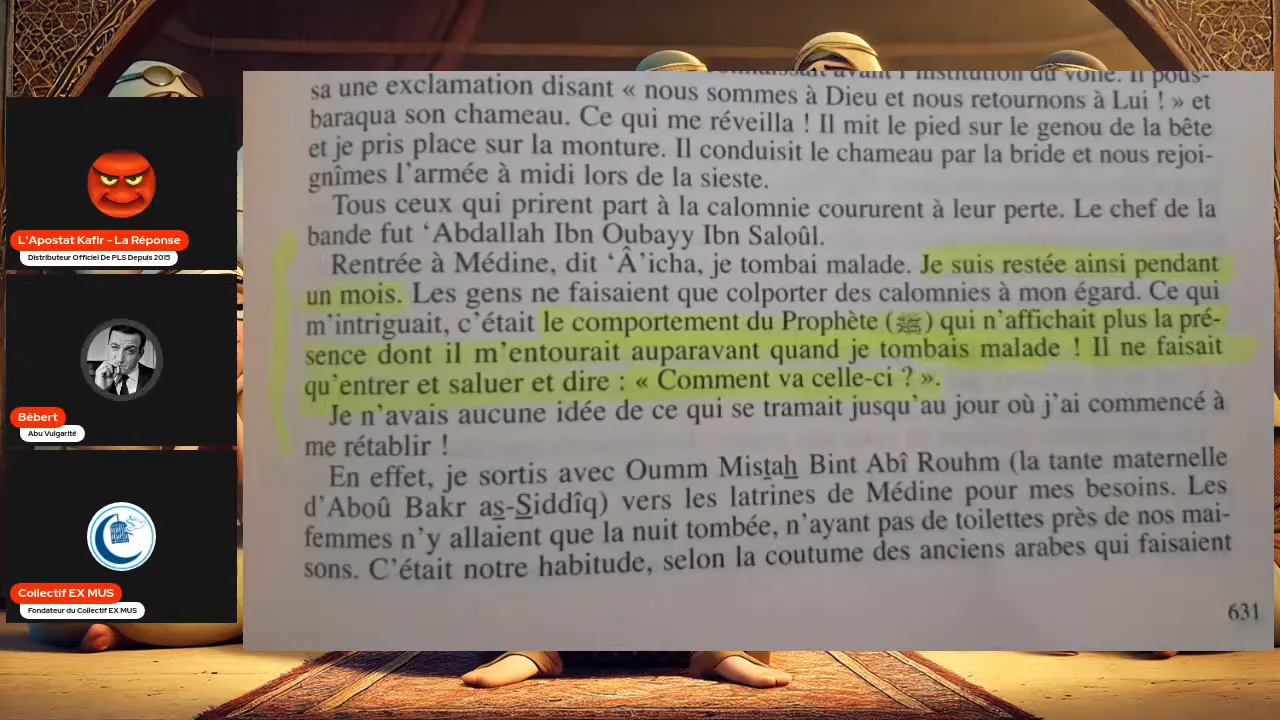 L'Apostat Kafir - La Réponse
Distributeur Officiel De PLS Depuis 2015
Bébert
Abu Vulgarité
Collectif EX MUS
Fondateur du Collectif EX MUS
avant l'institution du voile. Il pous-
sa une exclamation disant « nous sommes à Dieu et nous retournons à Lui ! » et
baraqua son chameau. Ce qui me réveilla ! Il mit le pied sur le genou de la bête
et je pris place sur la monture. Il conduisit le chameau par la bride et nous rejoi-
gnîmes l'armée à midi lors de la sieste.
Tous ceux qui prirent part à la calomnie coururent à leur perte. Le chef de la
bande fut ‘Abdallah Ibn Oubayy Ibn Saloûl.
Rentrée à Médine, dit ‘Â'icha, je tombai malade. Je suis restée ainsi pendant
un mois. Les gens ne faisaient que colporter des calomnies à mon égard. Ce qui
m'intriguait, c'était le comportement du Prophète (ﷺ) qui n'affichait plus la pré-
sence dont il m'entourait auparavant quand je tombais malade ! Il ne faisait
qu'entrer et saluer et dire : « Comment va celle-ci ? ».
Je n'avais aucune idée de ce qui se tramait jusqu'au jour où j'ai commencé à
me rétablir !
En effet, je sortis avec Oumm Mistah Bint Abî Rouhm (la tante maternelle
d'Aboû Bakr as-Siddîq) vers les latrines de Médine pour mes besoins. Les
femmes n'y allaient que la nuit tombée, n'ayant pas de toilettes près de nos mai-
sons. C'était notre habitude, selon la coutume des anciens arabes qui faisaient
631